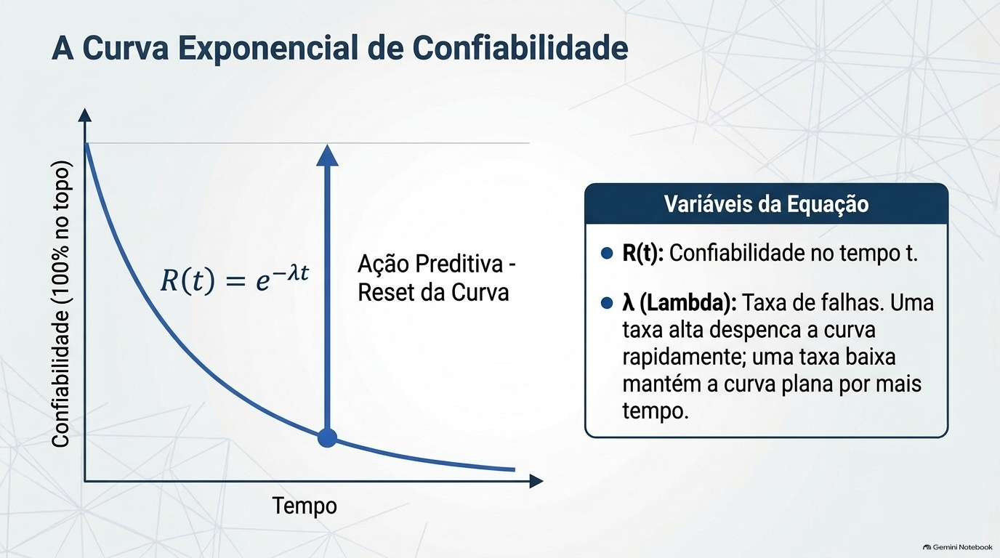 A Curva Exponencial de Confiabilidade
Confiabilidade (100% no topo)
R(t) = e^{-λt}
Ação Preditiva -
Reset da Curva
Tempo
Variáveis da Equação
R(t): Confiabilidade no tempo t.
λ (Lambda): Taxa de falhas. Uma
taxa alta despenca a curva
rapidamente; uma taxa baixa
mantém a curva plana por mais
tempo.
Gemini Notebook